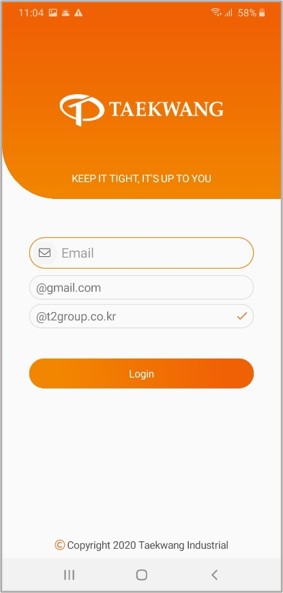 11:04 58%
TAEKWANG
KEEP IT TIGHT, IT'S UP TO YOU
Email
@gmail.com
@t2group.co.kr
Login
© Copyright 2020 Taekwang Industrial